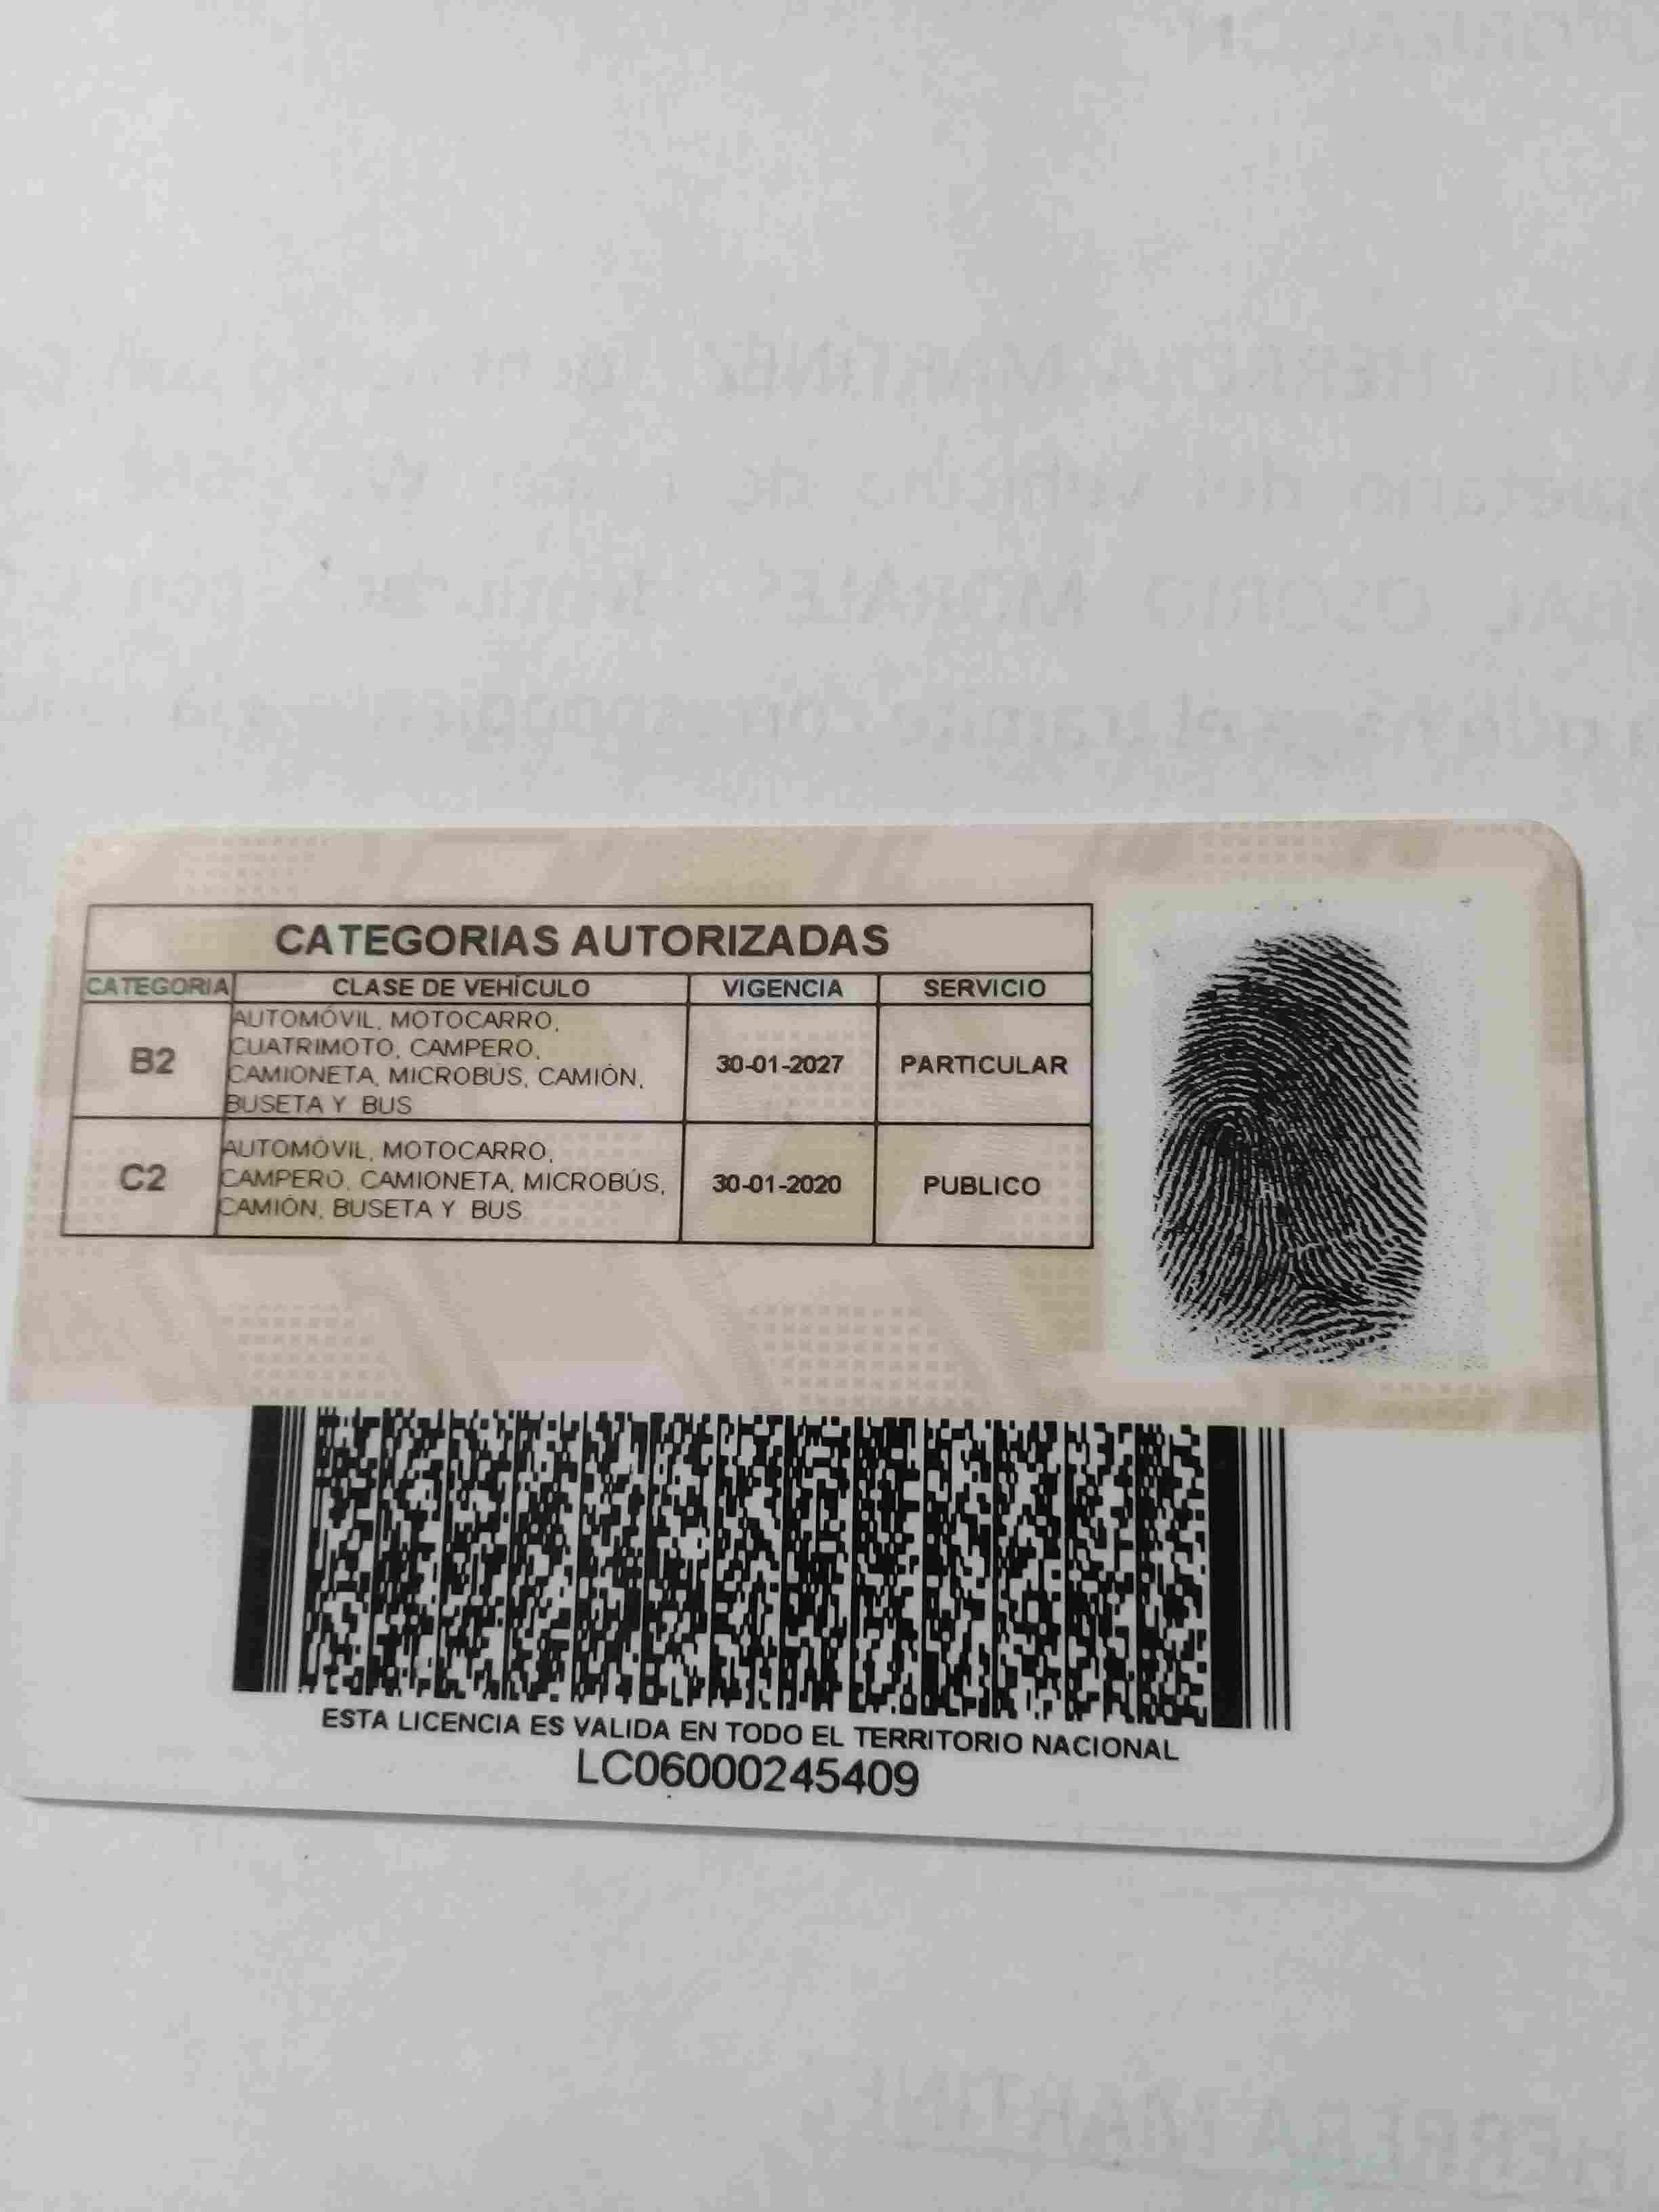 CATEGORIAS AUTORIZADAS
CATEGORIA CLASE DE VEHÍCULO VIGENCIA SERVICIO
B2 AUTOMÓVIL, MOTOCARRO, CUATRIMOTO, CAMPERO, CAMIONETA, MICROBÚS, CAMIÓN, BUSETA Y BUS 30-01-2027 PARTICULAR
C2 AUTOMÓVIL, MOTOCARRO, CAMPERO, CAMIONETA, MICROBÚS, CAMIÓN, BUSETA Y BUS 30-01-2020 PUBLICO
ESTA LICENCIA ES VALIDA EN TODO EL TERRITORIO NACIONAL
LC06000245409